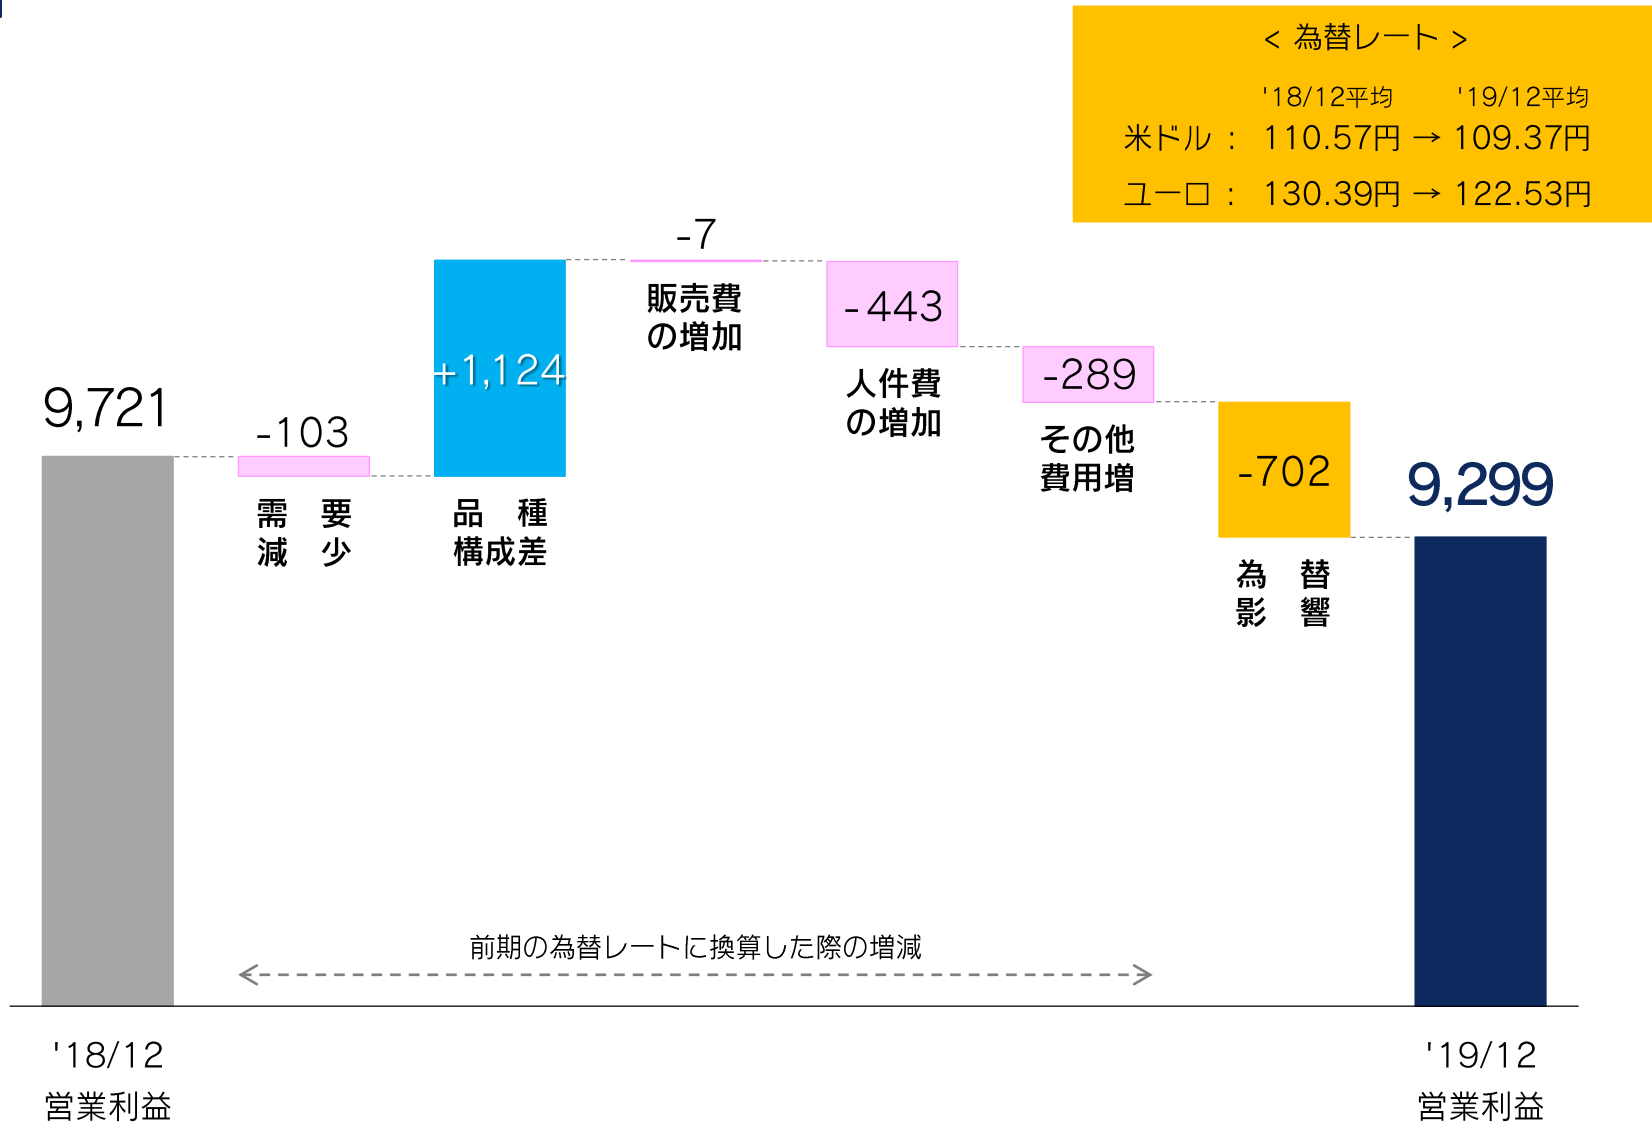 < 為替レート >
'18/12平均 '19/12平均
米ドル： 110.57円 → 109.37円
ユーロ： 130.39円 → 122.53円
9,721
-103
需　要
減　少
+1,124
品　種
構成差
-7
販売費
の増加
-443
人件費
の増加
-289
その他
費用増
-702
為　替
影　響
9,299
前期の為替レートに換算した際の増減
'18/12
営業利益
'19/12
営業利益